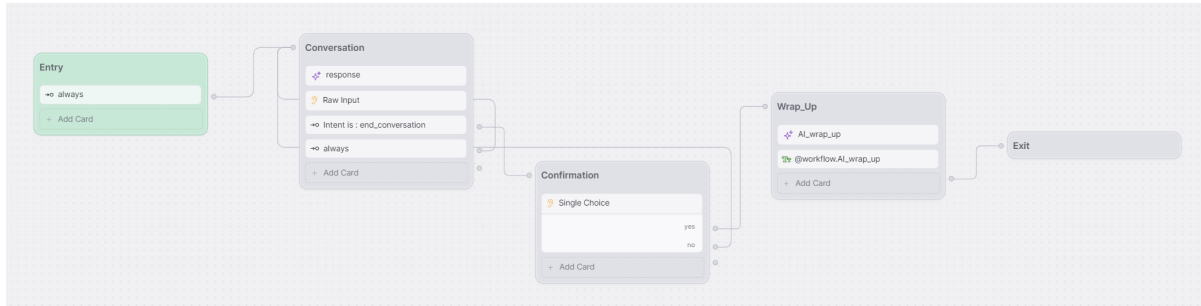 Entry
always
+ Add Card
Conversation
response
Raw Input
Intent is : end_conversation
always
+ Add Card
Confirmation
Single Choice
yes
no
+ Add Card
Wrap_Up
AI_wrap_up
@workflow.AI_wrap_up
+ Add Card
Exit